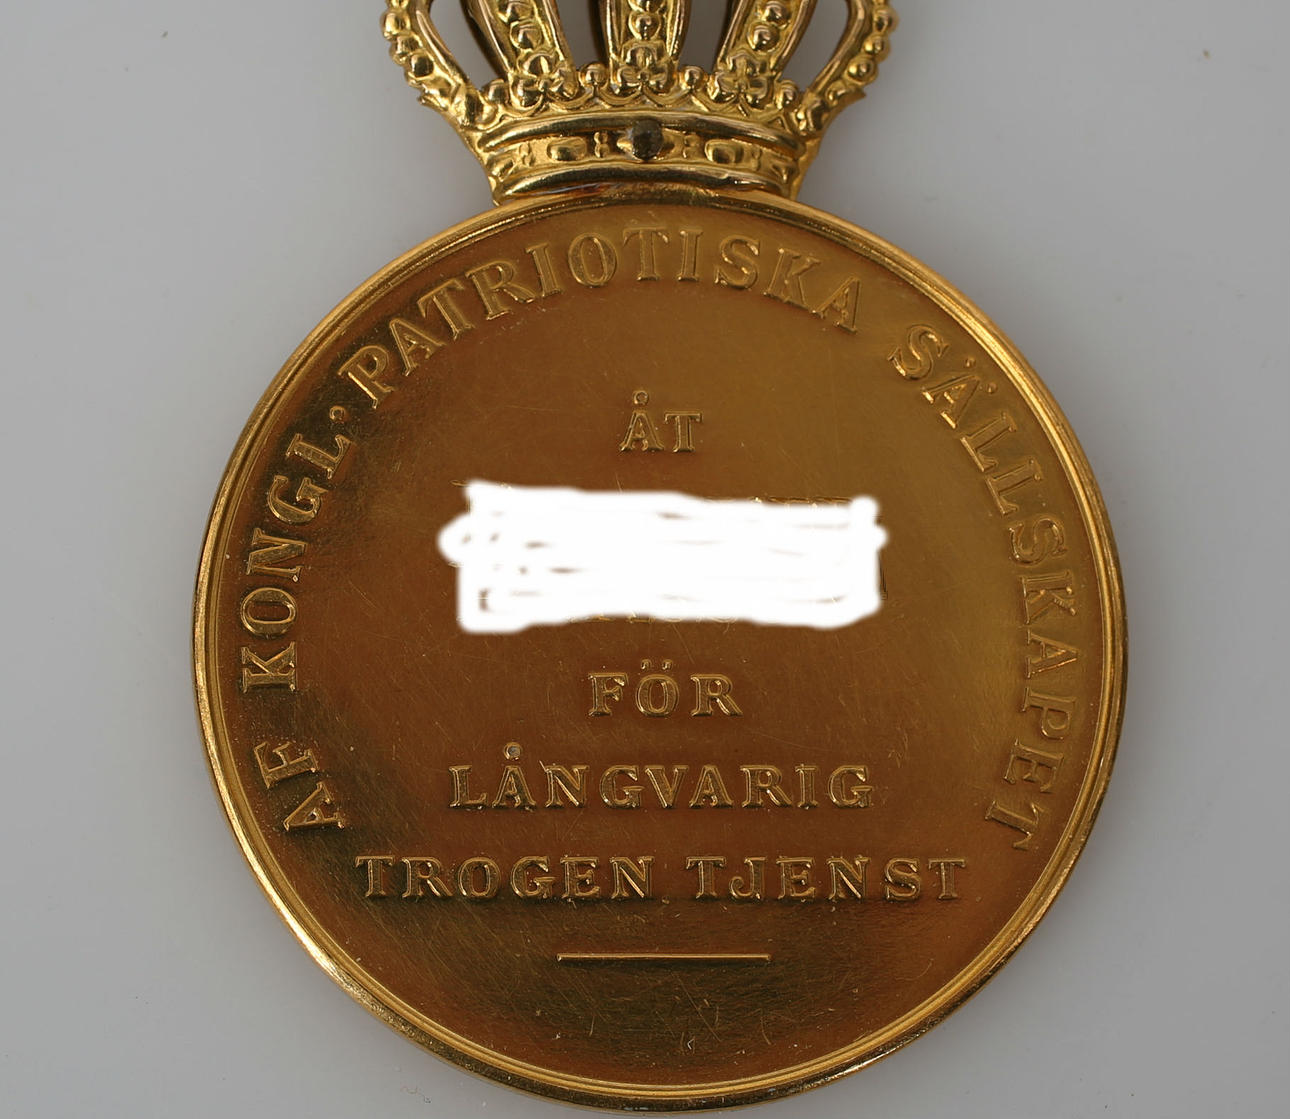 AF KONGL. PATRIOTISKA SÄLLSKAPET
ÅT
FÖR
LÅNGVARIG
TROGEN TJENST